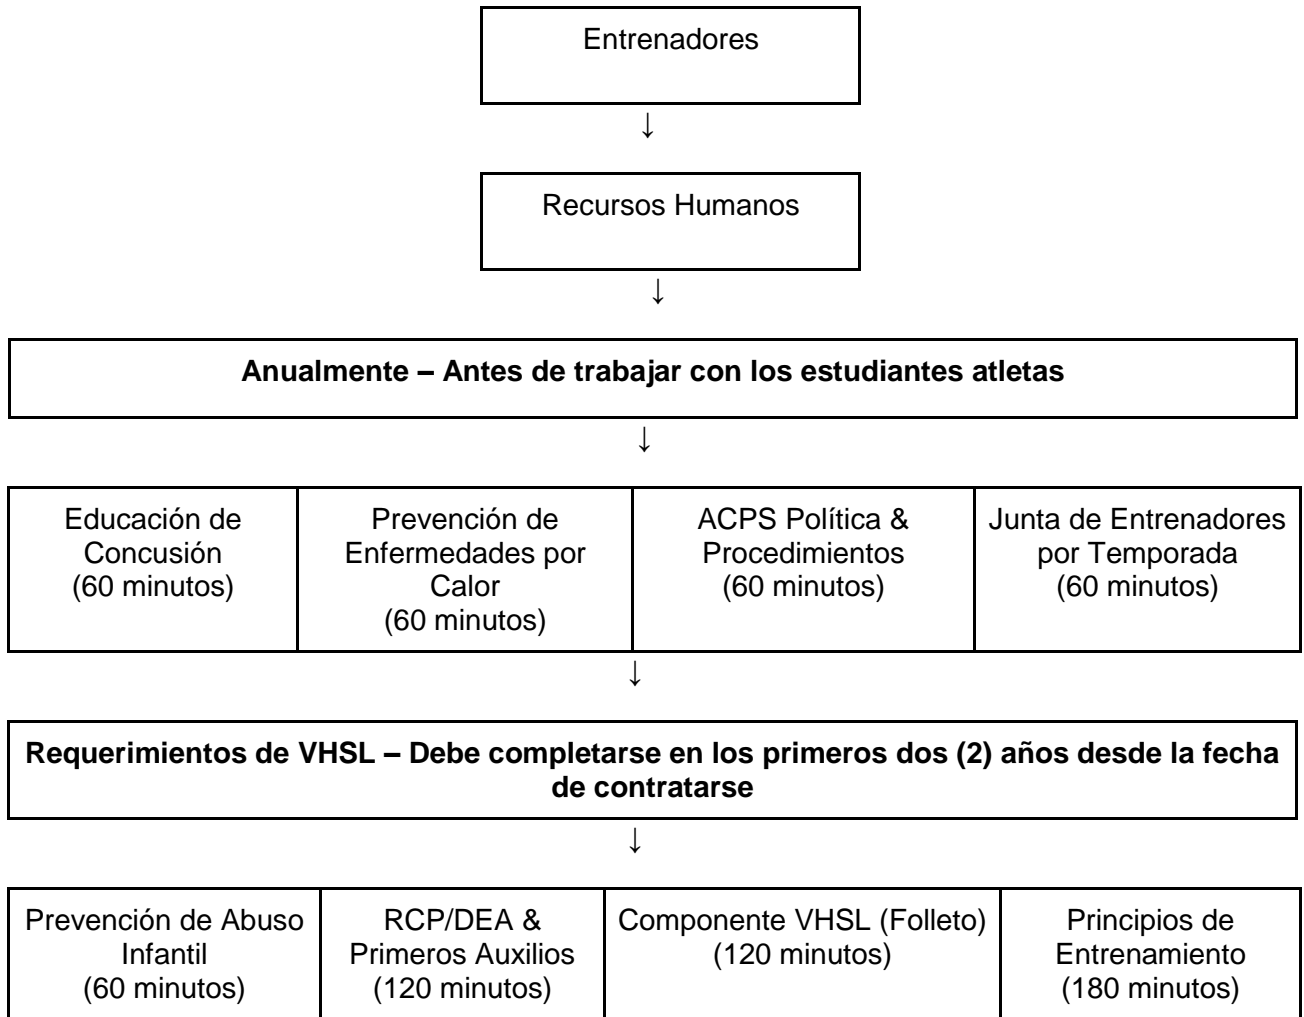 Entrenadores
↓
Recursos Humanos
↓
Anualmente – Antes de trabajar con los estudiantes atletas
↓
Educación de
Concusión
(60 minutos)
Prevención de
Enfermedades por
Calor
(60 minutos)
ACPS Política &
Procedimientos
(60 minutos)
Junta de Entrenadores
por Temporada
(60 minutos)
↓
Requerimientos de VHSL – Debe completarse en los primeros dos (2) años desde la fecha
de contratarse
↓
Prevención de Abuso
Infantil
(60 minutos)
RCP/DEA &
Primeros Auxilios
(120 minutos)
Componente VHSL (Folleto)
(120 minutos)
Principios de
Entrenamiento
(180 minutos)